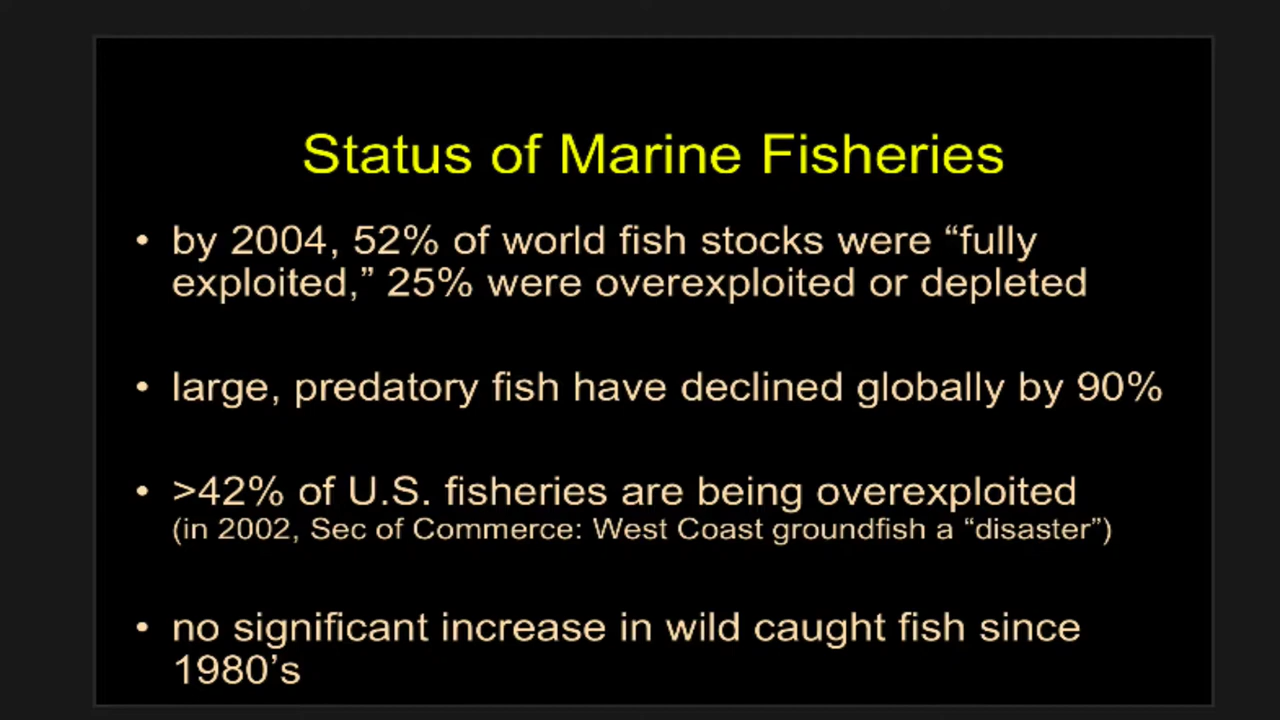 Status of Marine Fisheries
• by 2004, 52% of world fish stocks were “fully
exploited,” 25% were overexploited or depleted
• large, predatory fish have declined globally by 90%
• >42% of U.S. fisheries are being overexploited
(in 2002, Sec of Commerce: West Coast groundfish a “disaster”)
• no significant increase in wild caught fish since
1980’s